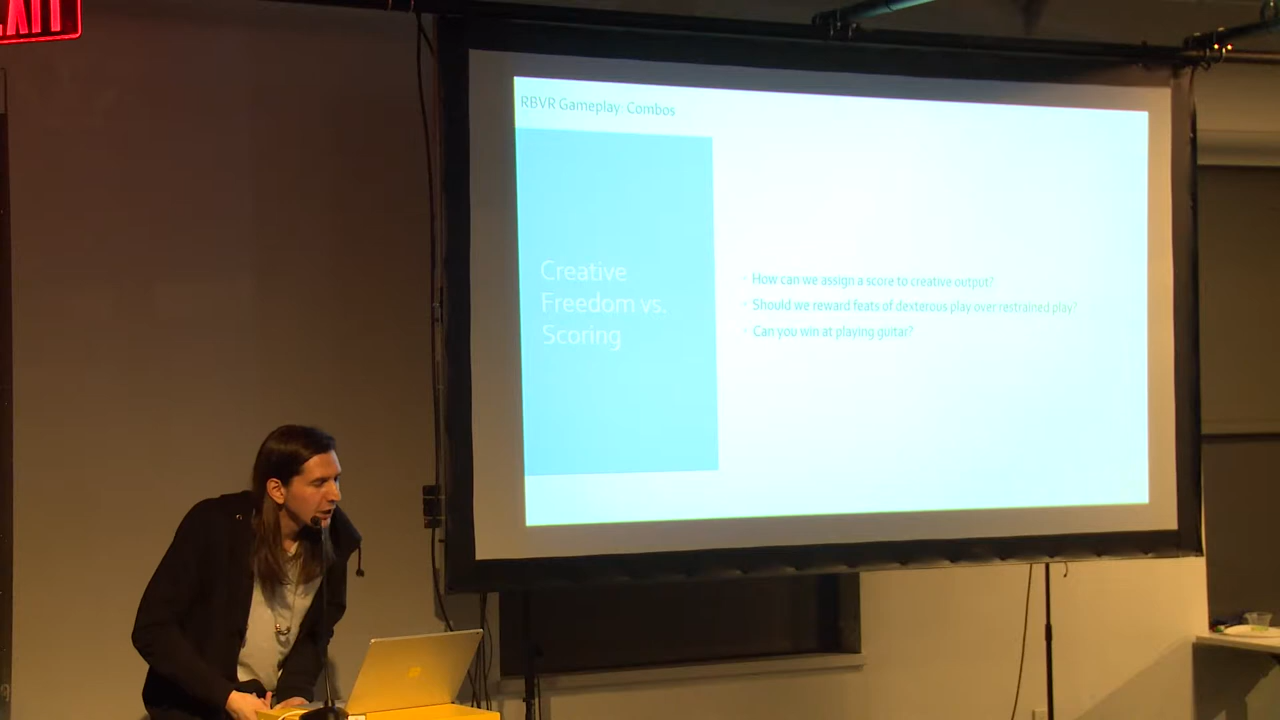 EXIT
RBVR Gameplay: Combos
Creative
Freedom vs.
Scoring
How can we assign a score to creative output?
Should we reward feats of dexterous play over restrained play?
Can you win at playing guitar?